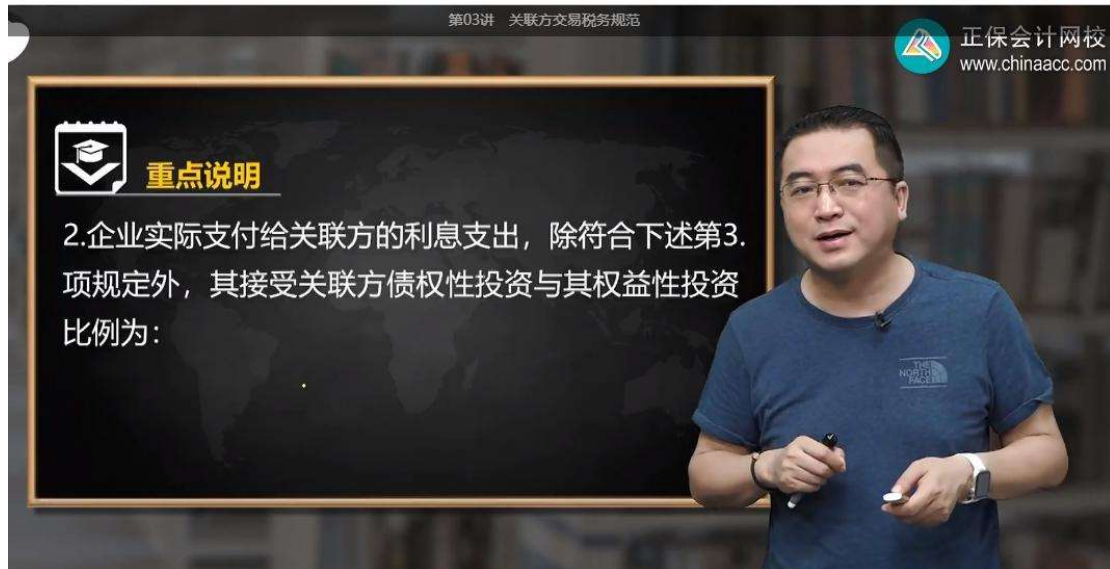 第03讲 关联方交易税务规范
正保会计网校
www.chinaacc.com
重点说明
2.企业实际支付给关联方的利息支出，除符合下述第3.
项规定外，其接受关联方债权性投资与其权益性投资
比例为：
THE
NORTH
FACE